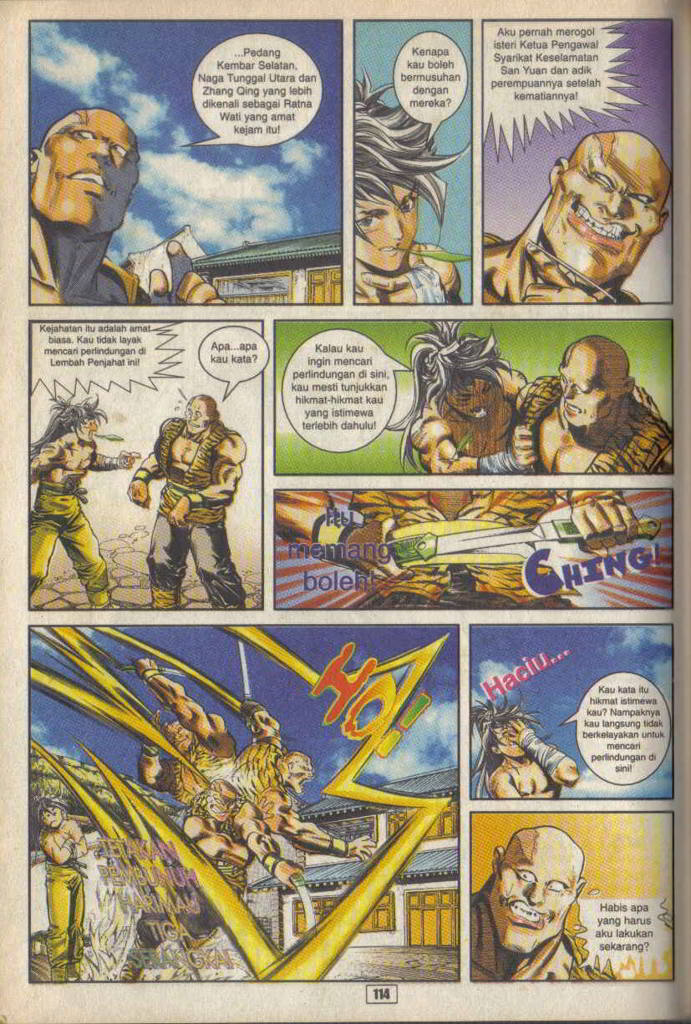 ...Pedang
Kembar Selatan,
Naga Tunggal Utara dan
Zhang Qing yang lebih
dikenali sebagai Ratna
Wati yang amat
kejam itu!
Kenapa
kau boleh
bermusuhan
dengan
mereka?
Aku pernah merogol
isteri Ketua Pengawal
Syarikat Keselamatan
San Yuan dan adik
perempuannya setelah
kematiannya!
Kejahatan itu adalah amat
biasa. Kau tidak layak
mencari perlindungan di
Lembah Penjahat ini!
Apa...apa
kau kata?
Kalau kau
ingin mencari
perlindungan di sini,
kau mesti tunjukkan
hikmat-hikmat kau
yang istimewa
terlebih dahulu!
Itu
memang
boleh!
CHING!
YO!!
TETAKAN
PEMBUNUH
HARIMAU
TIGA
SERANGKAI
Haciu...
Kau kata itu
hikmat istimewa
kau? Nampaknya
kau langsung tidak
berkelayakan untuk
mencari
perlindungan di
sini!
Habis apa
yang harus
aku lakukan
sekarang?
114